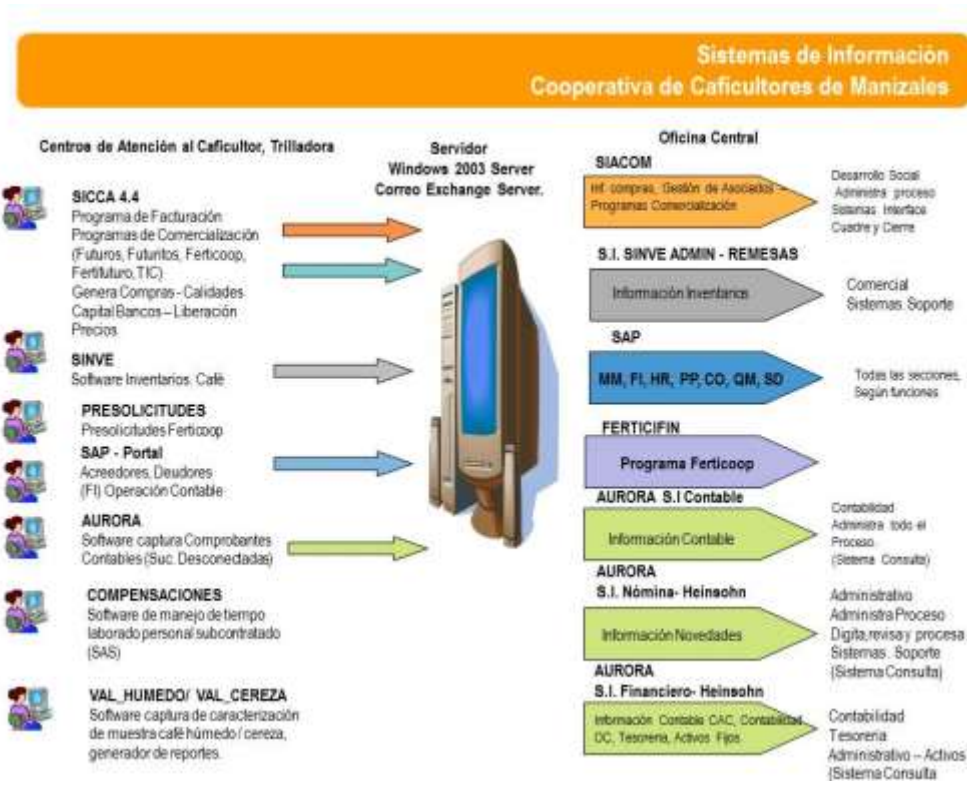 Sistemas de Información
Cooperativa de Caficultores de Manizales
Centros de Atención al Caficultor, Trilladora
SICCA 4.4
Programa de Facturación
Programas de Comercialización
(Futuros, Futuritos, Ferticoop,
Fertifuturo, TIC)
Genera Compras - Calidades
Capital Bancos – Liberación
Precios
SINVE
Software Inventarios. Café
PRESOLICITUDES
Presolicitudes Ferticoop
SAP - Portal
Acreedores, Deudores
(FI) Operación Contable
AURORA
Software captura Comprobantes
Contables (Suc. Desconectadas)
COMPENSACIONES
Software de manejo de tiempo
laborado personal subcontratado
(SAS)
VAL_HUMEDO/ VAL_CEREZA
Software captura de caracterización
de muestra café húmedo / cereza,
generador de reportes.
Servidor
Windows 2003 Server
Correo Exchange Server.
Oficina Central
SIACOM
Inf. compras, Gestión de Asociados –
Programas Comercialización
Desarrollo Social
Administra proceso
Sistemas Interface
Cuadre y Cierre
S.I. SINVE ADMIN - REMESAS
Información Inventarios
Comercial
Sistemas. Soporte
SAP
MM, FI, HR, PP, CO, QM, SD
Todas las secciones,
Según funciones
FERTICIFIN
Programa Ferticoop
AURORA S.I Contable
Información Contable
Contabilidad
Administra todo el
Proceso.
(Sistema Consulta)
AURORA
S.I. Nómina- Heinsohn
Información Novedades
Administrativo
Administra Proceso
Digita,revisa y procesa
Sistemas. Soporte
(Sistema Consulta)
AURORA
S.I. Financiero- Heinsohn
Información Contable CAC, Contabilidad
OC, Tesorería, Activos Fijos
Contabilidad
Tesoreria
Administrativo – Activos
(Sistema Consulta